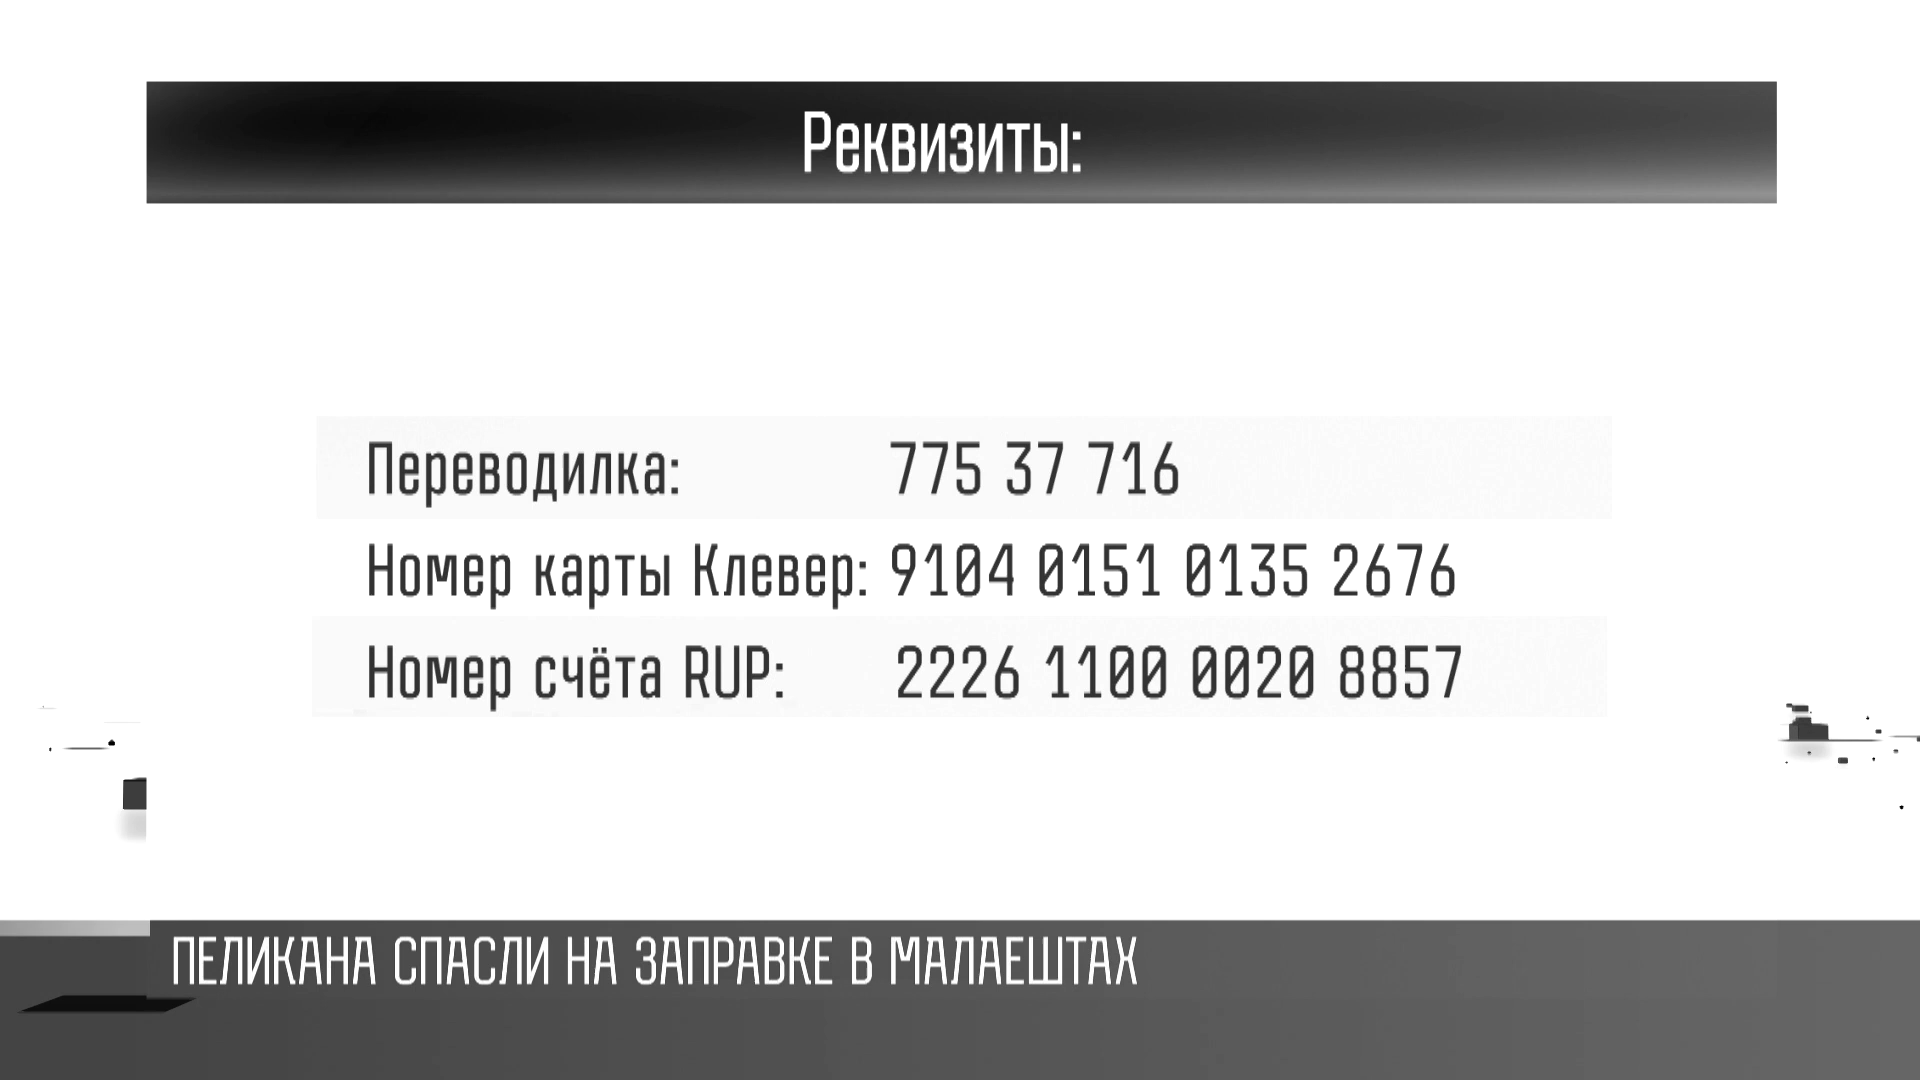 Реквизиты:
Переводилка: 775 37 716
Номер карты Клевер: 9104 0151 0135 2676
Номер счёта RUP: 2226 1100 0020 8857
ПЕЛИКАНА СПАСЛИ НА ЗАПРАВКЕ В МАЛАЕШТАХ